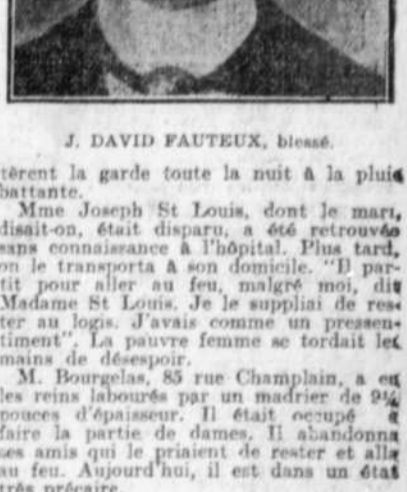 J. DAVID FAUTEUX, blessé.
tèrent la garde toute la nuit à la pluie
battante.
Mme Joseph St Louis, dont le mari,
disait-on, était disparu, a été retrouvée
sans connaissance à l'hôpital. Plus tard,
on le transporta à son domicile. "Il par-
tit pour aller au feu, malgré moi, dit
Madame St Louis. Je le suppliai de res-
ter au logis. J'avais comme un pressen-
timent". La pauvre femme se tordait les
mains de désespoir.
M. Bourgelas, 85 rue Champlain, a eu
les reins labourés par un madrier de 9½
pouces d'épaisseur. Il était occupé à
faire la partie de dames. Il abandonna
ses amis qui le priaient de rester et alla
au feu. Aujourd'hui, il est dans un état
très précaire.